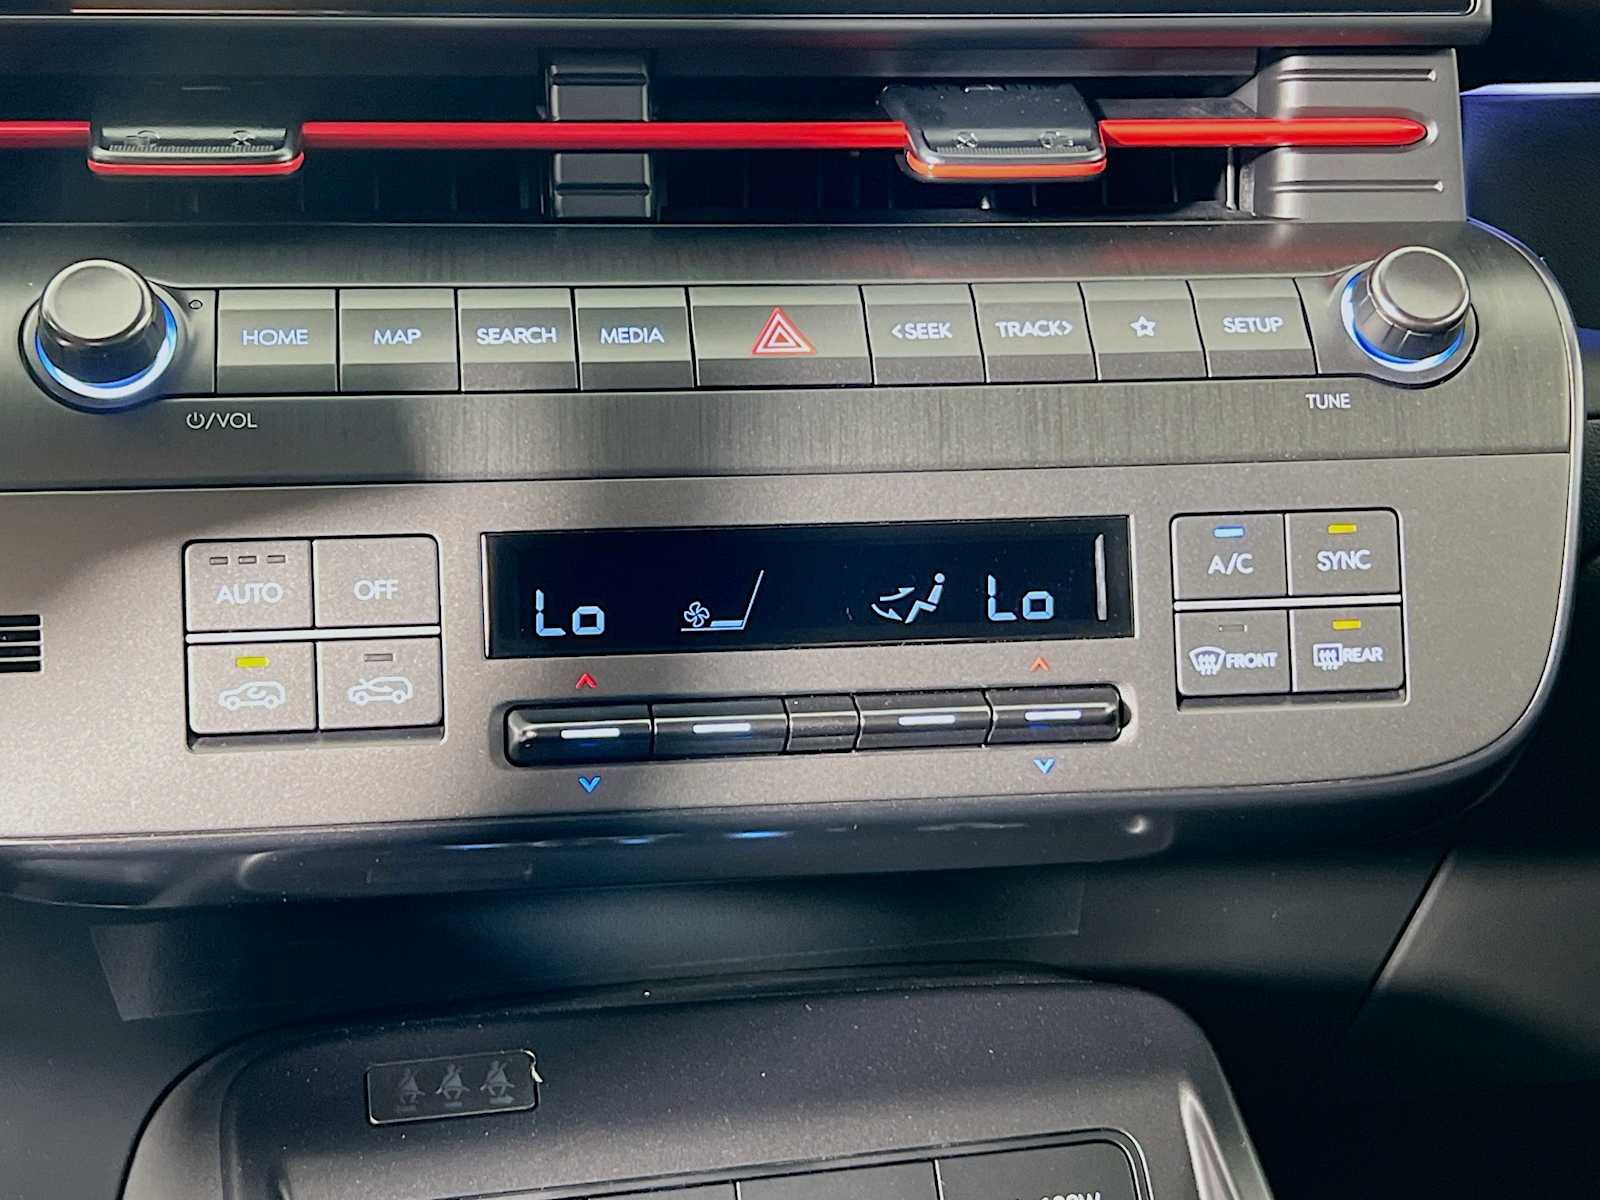 HOME MAP SEARCH MEDIA <SEEK TRACK> SETUP
/VOL
TUNE
AUTO OFF
Lo Lo
A/C SYNC
FRONT REAR